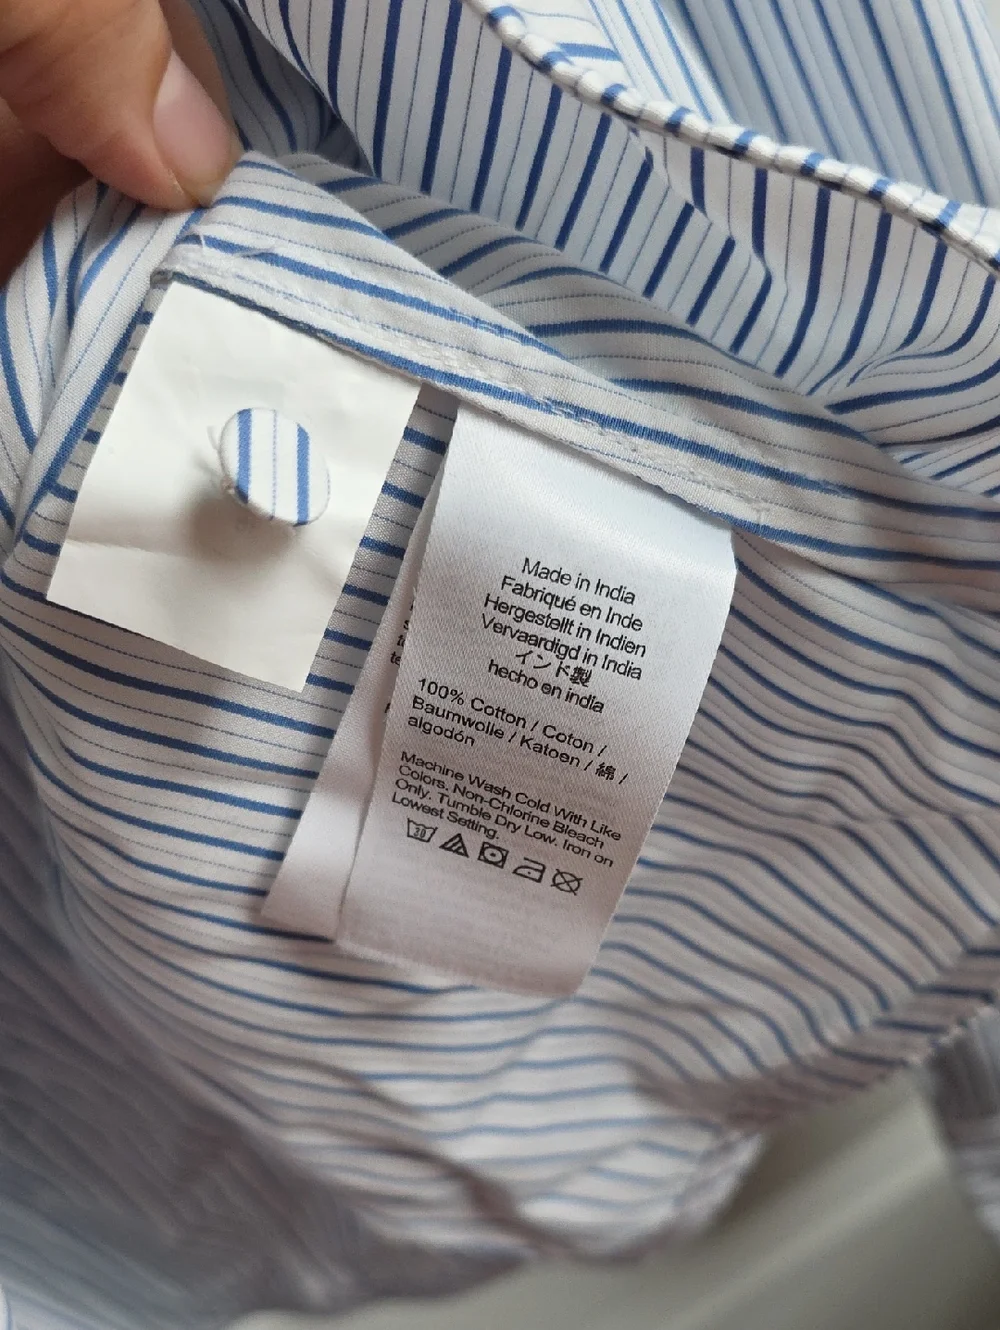 Made in India
Fabriqué en Inde
Hergestellt in Indien
Vervaardigd in India
インド製
hecho en india
100% Cotton / Coton /
Baumwolle / Katoen / 綿 /
algodón
Machine Wash Cold With Like
Colors. Non-Chlorine Bleach
Only. Tumble Dry Low. Iron on
Lowest Setting.
30